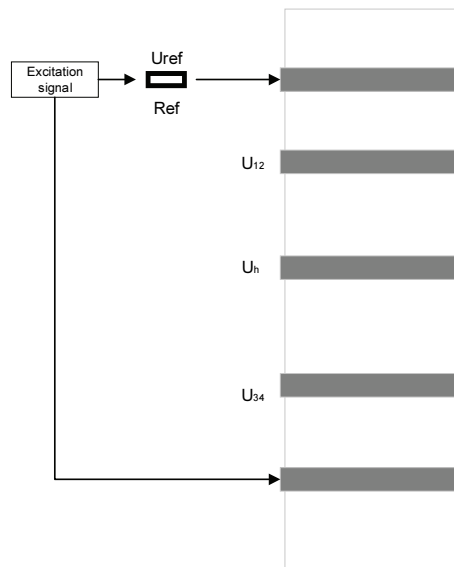 Uref
Excitation
signal
Ref
U₁₂
Uₕ
U₃₄